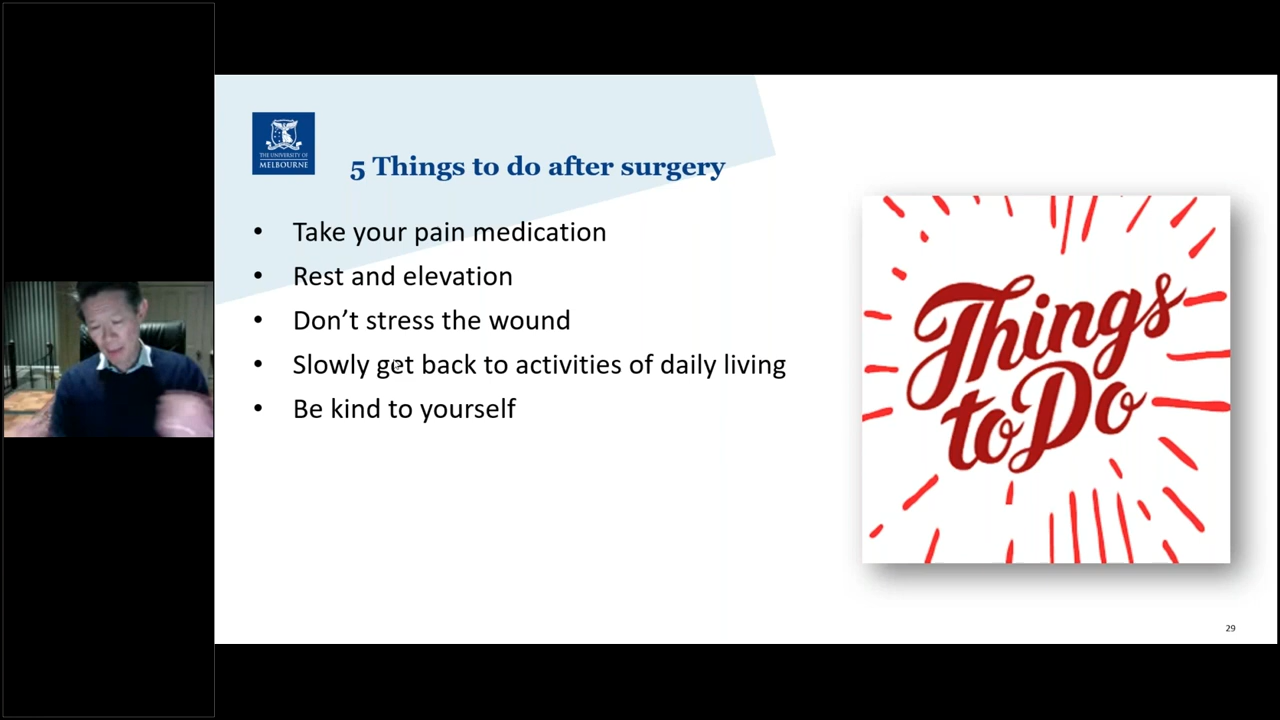 THE UNIVERSITY OF
MELBOURNE
5 Things to do after surgery
• Take your pain medication
• Rest and elevation
• Don’t stress the wound
• Slowly get back to activities of daily living
• Be kind to yourself
Things
to Do
29